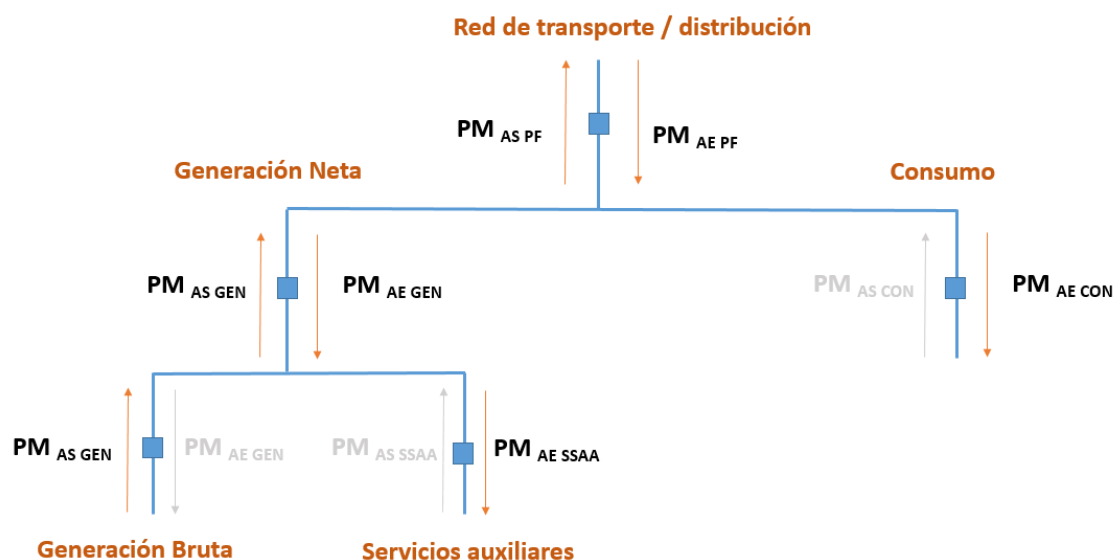 Red de transporte / distribución
PM AS PF
PM AE PF
Generación Neta
Consumo
PM AS GEN
PM AE GEN
PM AS CON
PM AE CON
PM AS GEN
PM AE GEN
PM AS SSAA
PM AE SSAA
Generación Bruta
Servicios auxiliares